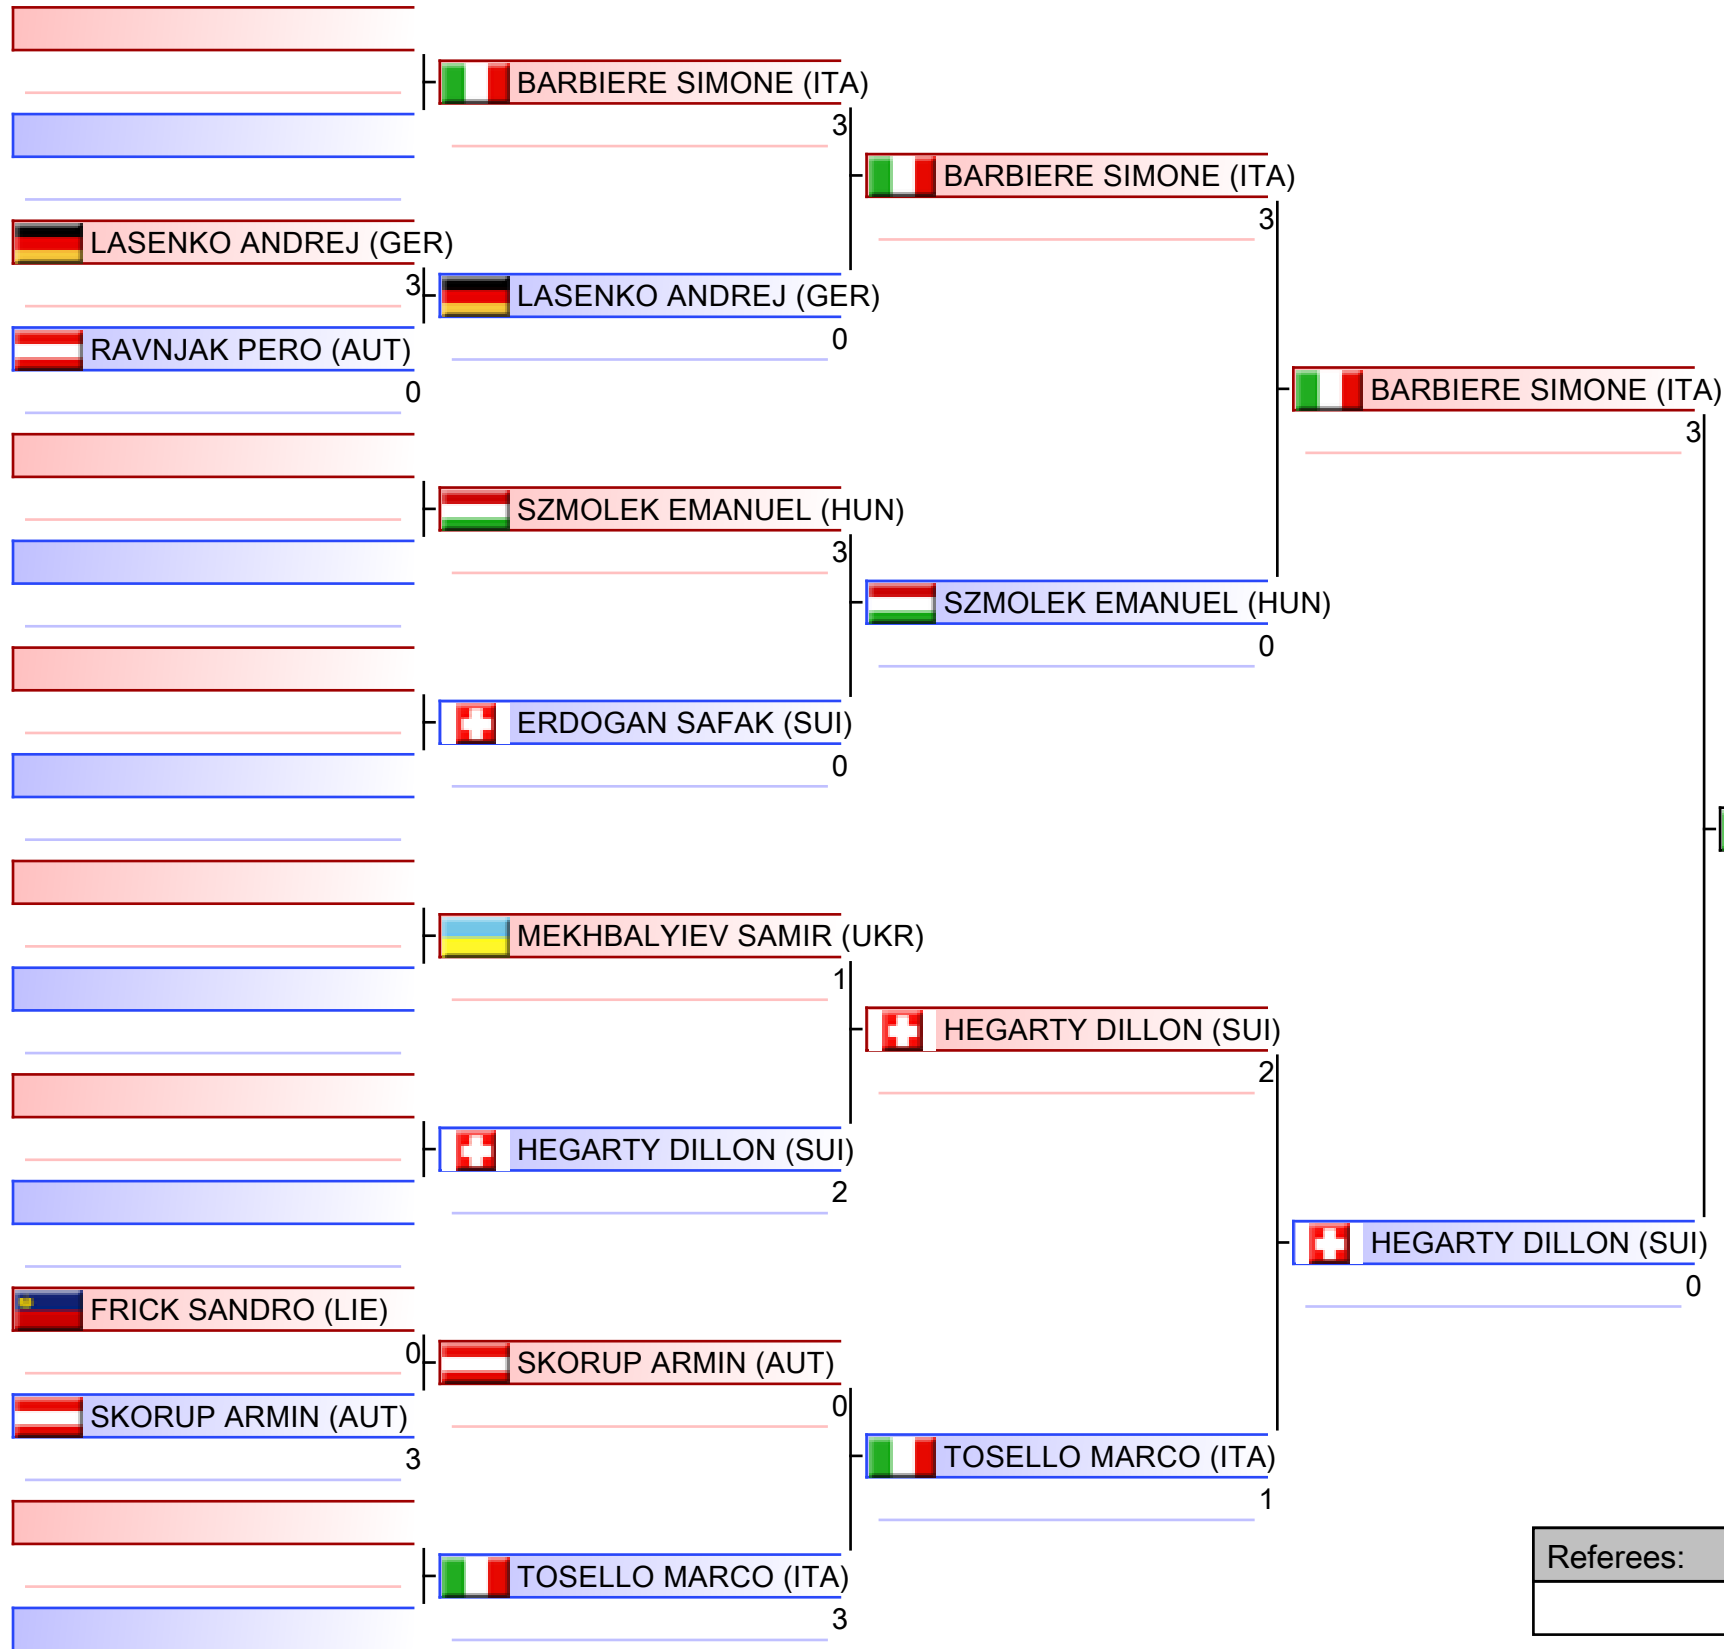 BARBIERE SIMONE (ITA)
3
BARBIERE SIMONE (ITA)
3
LASENKO ANDREJ (GER)
3
LASENKO ANDREJ (GER)
0
RAVNJAK PERO (AUT)
0
BARBIERE SIMONE (ITA)
3
SZMOLEK EMANUEL (HUN)
3
SZMOLEK EMANUEL (HUN)
0
ERDOGAN SAFAK (SUI)
0
MEKHBALYIEV SAMIR (UKR)
1
HEGARTY DILLON (SUI)
2
HEGARTY DILLON (SUI)
2
HEGARTY DILLON (SUI)
0
FRICK SANDRO (LIE)
0
SKORUP ARMIN (AUT)
0
SKORUP ARMIN (AUT)
3
TOSELLO MARCO (ITA)
1
TOSELLO MARCO (ITA)
3
Referees: